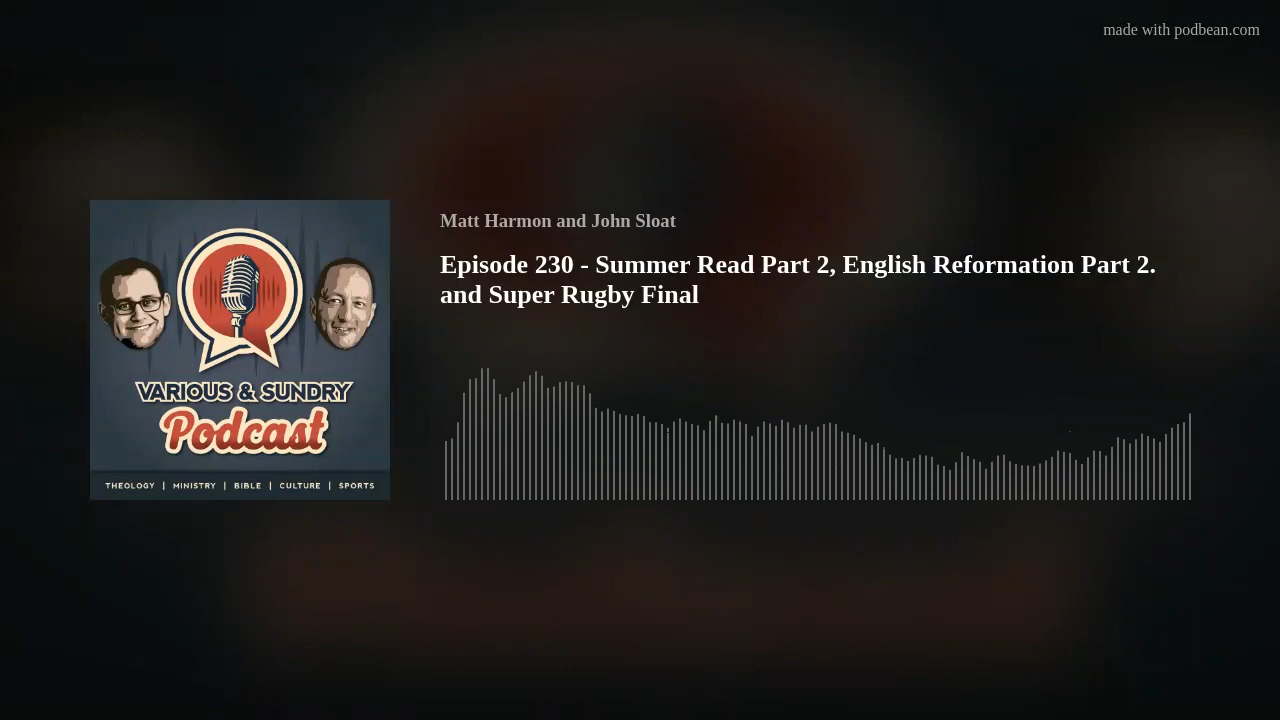 made with podbean.com
Matt Harmon and John Sloat
Episode 230 - Summer Read Part 2, English Reformation Part 2.
and Super Rugby Final
VARIOUS & SUNDRY
Podcast
THEOLOGY | MINISTRY | BIBLE | CULTURE | SPORTS